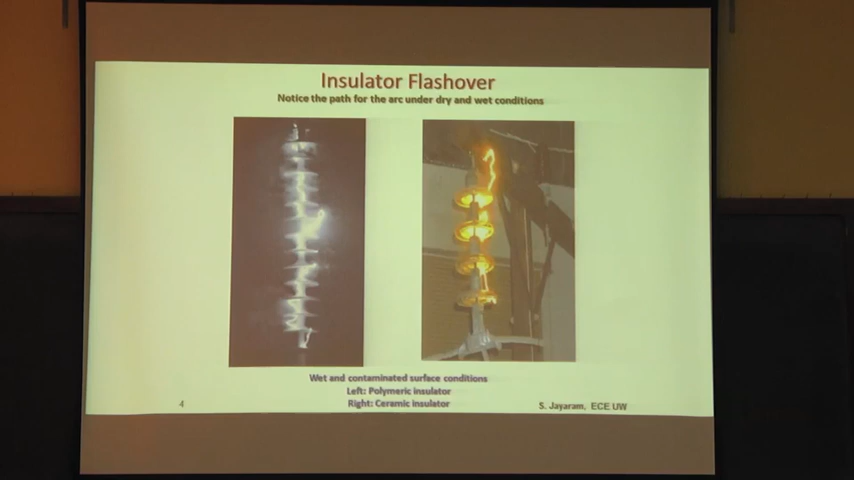 Insulator Flashover
Notice the path for the arc under dry and wet conditions
Wet and contaminated surface conditions
Left: Polymeric insulator
Right: Ceramic insulator
4
S. Jayaram, ECE UW